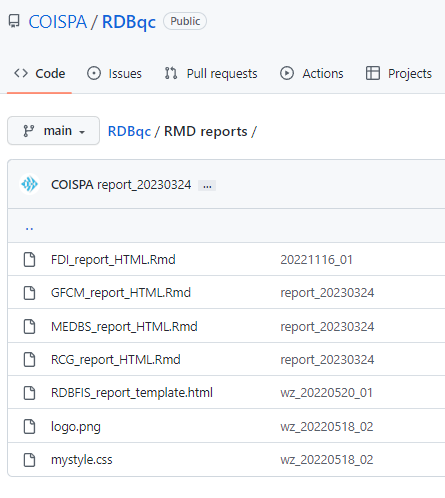 COISPA / RDBqc Public
Code Issues Pull requests Actions Projects
main RDBqc / RMD reports /
COISPA report_20230324 ...
..
FDI_report_HTML.Rmd 20221116_01
GFCM_report_HTML.Rmd report_20230324
MEDBS_report_HTML.Rmd report_20230324
RCG_report_HTML.Rmd report_20230324
RDBFIS_report_template.html wz_20220520_01
logo.png wz_20220518_02
mystyle.css wz_20220518_02